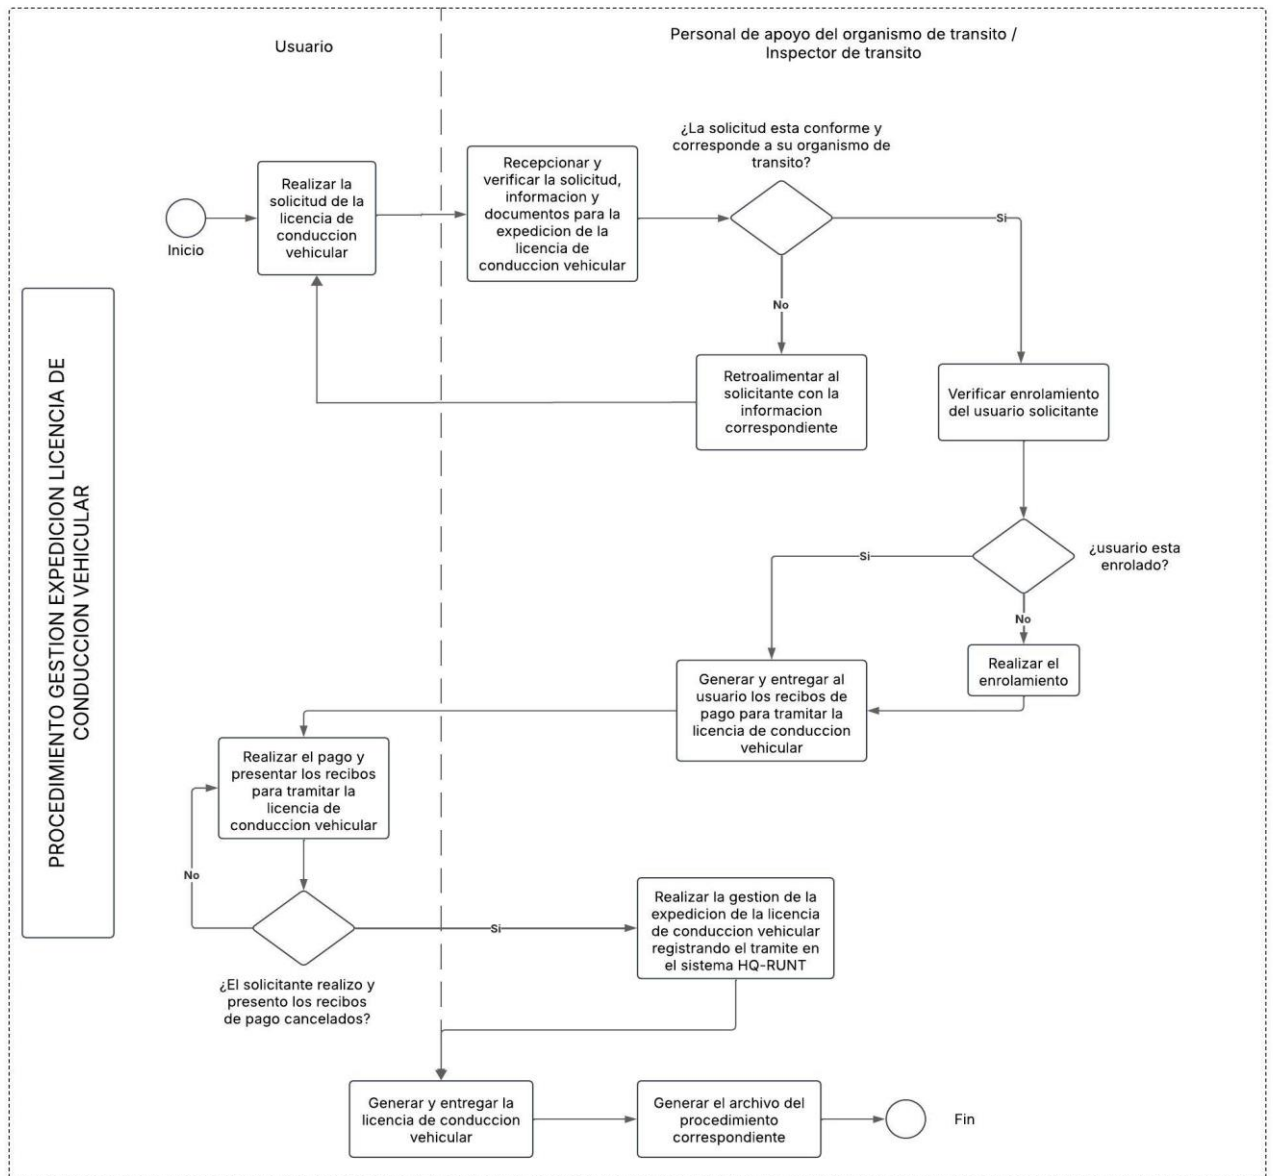 Usuario
Personal de apoyo del organismo de transito /
Inspector de transito
PROCEDIMIENTO GESTION EXPEDICION LICENCIA DE
CONDUCCION VEHICULAR
Inicio
Realizar la
solicitud de la
licencia de
conduccion
vehicular
Recepcionar y
verificar la solicitud,
informacion y
documentos para la
expedicion de la
licencia de
conduccion vehicular
¿La solicitud esta conforme y
corresponde a su organismo de
transito?
Si
No
Retroalimentar al
solicitante con la
informacion
correspondiente
Verificar enrolamiento
del usuario solicitante
¿usuario esta
enrolado?
Si
No
Realizar el
enrolamiento
Generar y entregar al
usuario los recibos de
pago para tramitar la
licencia de conduccion
vehicular
Realizar el pago y
presentar los recibos
para tramitar la
licencia de
conduccion vehicular
No
Si
¿El solicitante realizo y
presento los recibos
de pago cancelados?
Realizar la gestion de la
expedicion de la licencia
de conduccion vehicular
registrando el tramite en
el sistema HQ-RUNT
Generar y entregar la
licencia de conduccion
vehicular
Generar el archivo del
procedimiento
correspondiente
Fin